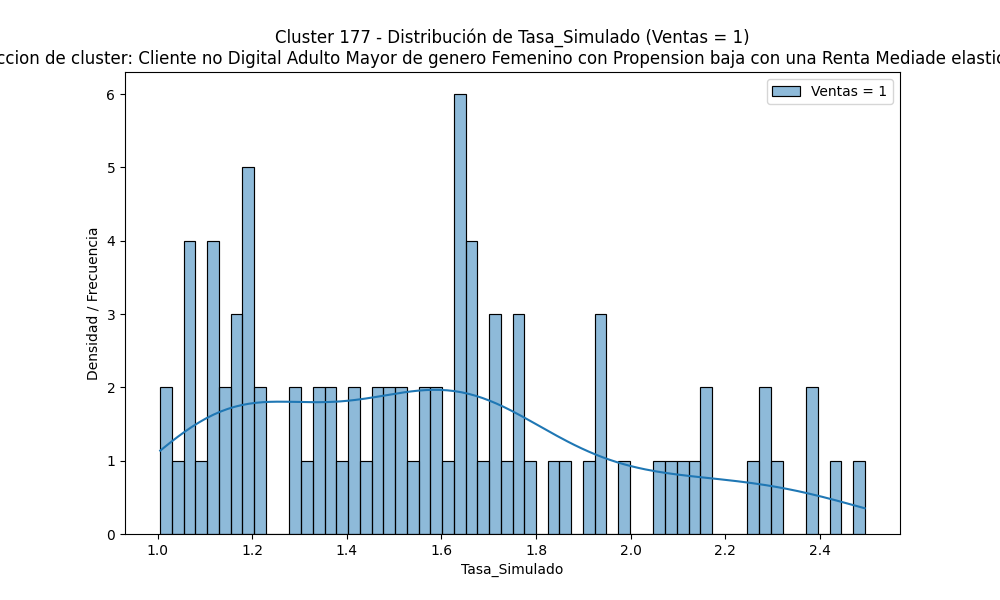 Cluster 177 - Distribución de Tasa_Simulado (Ventas = 1)
ccion de cluster: Cliente no Digital Adulto Mayor de genero Femenino con Propension baja con una Renta Mediade elastic
Ventas = 1
6
5
4
3
2
1
0
Densidad / Frecuencia
1.0 1.2 1.4 1.6 1.8 2.0 2.2 2.4
Tasa_Simulado